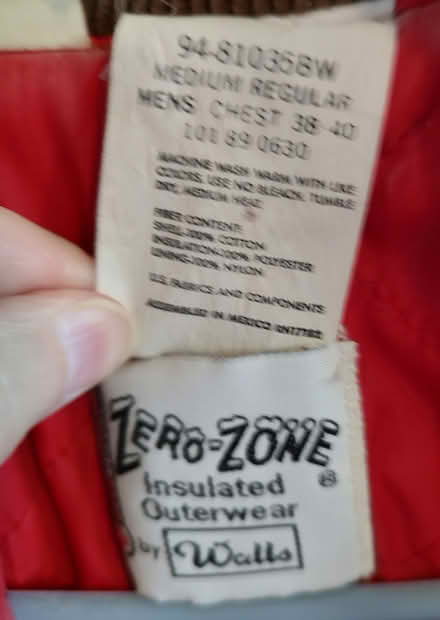 94-810358W
MEDIUM REGULAR
MENS CHEST 38-40
101 89 0630
MACHINE WASH WARM WITH LIKE
COLORS. USE NO BLEACH. TUMBLE
DRY, MEDIUM HEAT
FIBER CONTENT:
SHELL-100% COTTON
INSULATION-100% POLYESTER
LINING-100% NYLON
U.S. FABRICS AND COMPONENTS
ASSEMBLED IN MEXICO
ZERO-ZONE
®
Insulated
Outerwear
by Walls